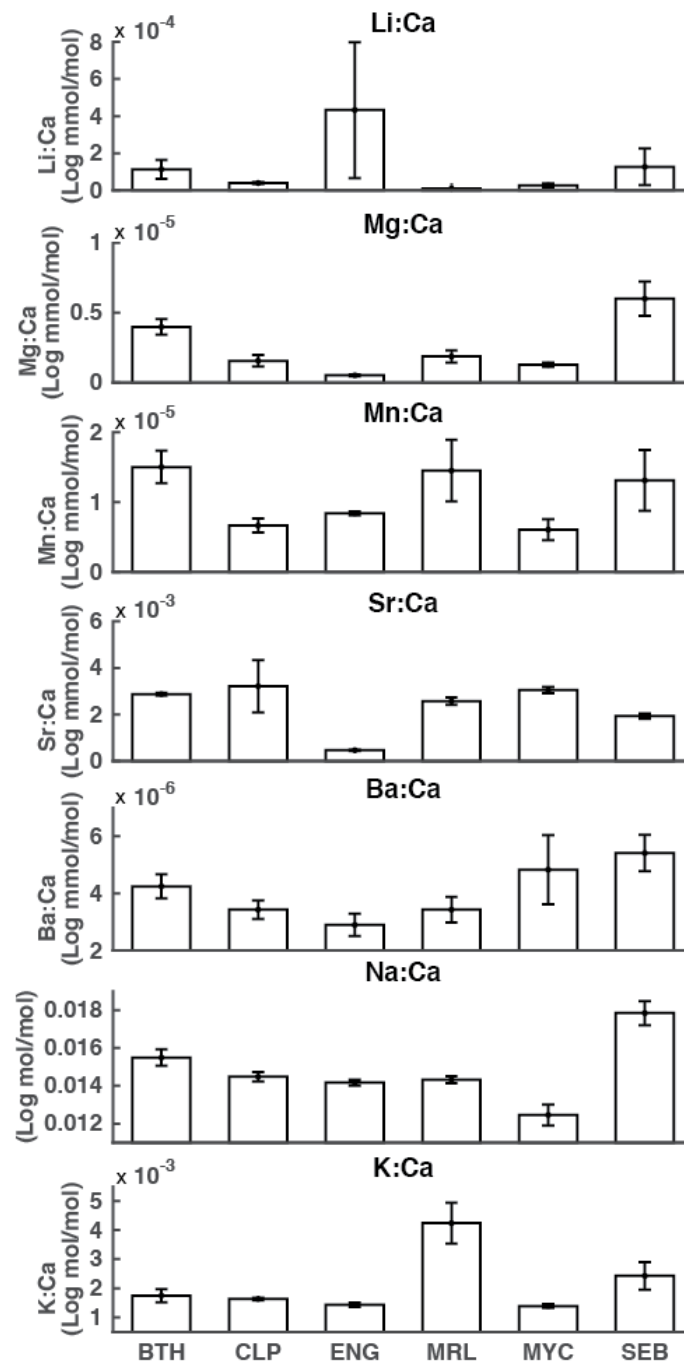 x 10-4
Li:Ca
8
6
4
2
0
Li:Ca
(Log mmol/mol)
x 10-5
Mg:Ca
1
0.5
0
Mg:Ca
(Log mmol/mol)
x 10-5
Mn:Ca
2
1
0
Mn:Ca
(Log mmol/mol)
x 10-3
Sr:Ca
6
4
2
0
Sr:Ca
(Log mmol/mol)
x 10-6
Ba:Ca
6
4
2
Ba:Ca
(Log mmol/mol)
Na:Ca
0.018
0.016
0.014
0.012
(Log mol/mol)
x 10-3
K:Ca
5
4
3
2
1
K:Ca
(Log mol/mol)
BTH CLP ENG MRL MYC SEB